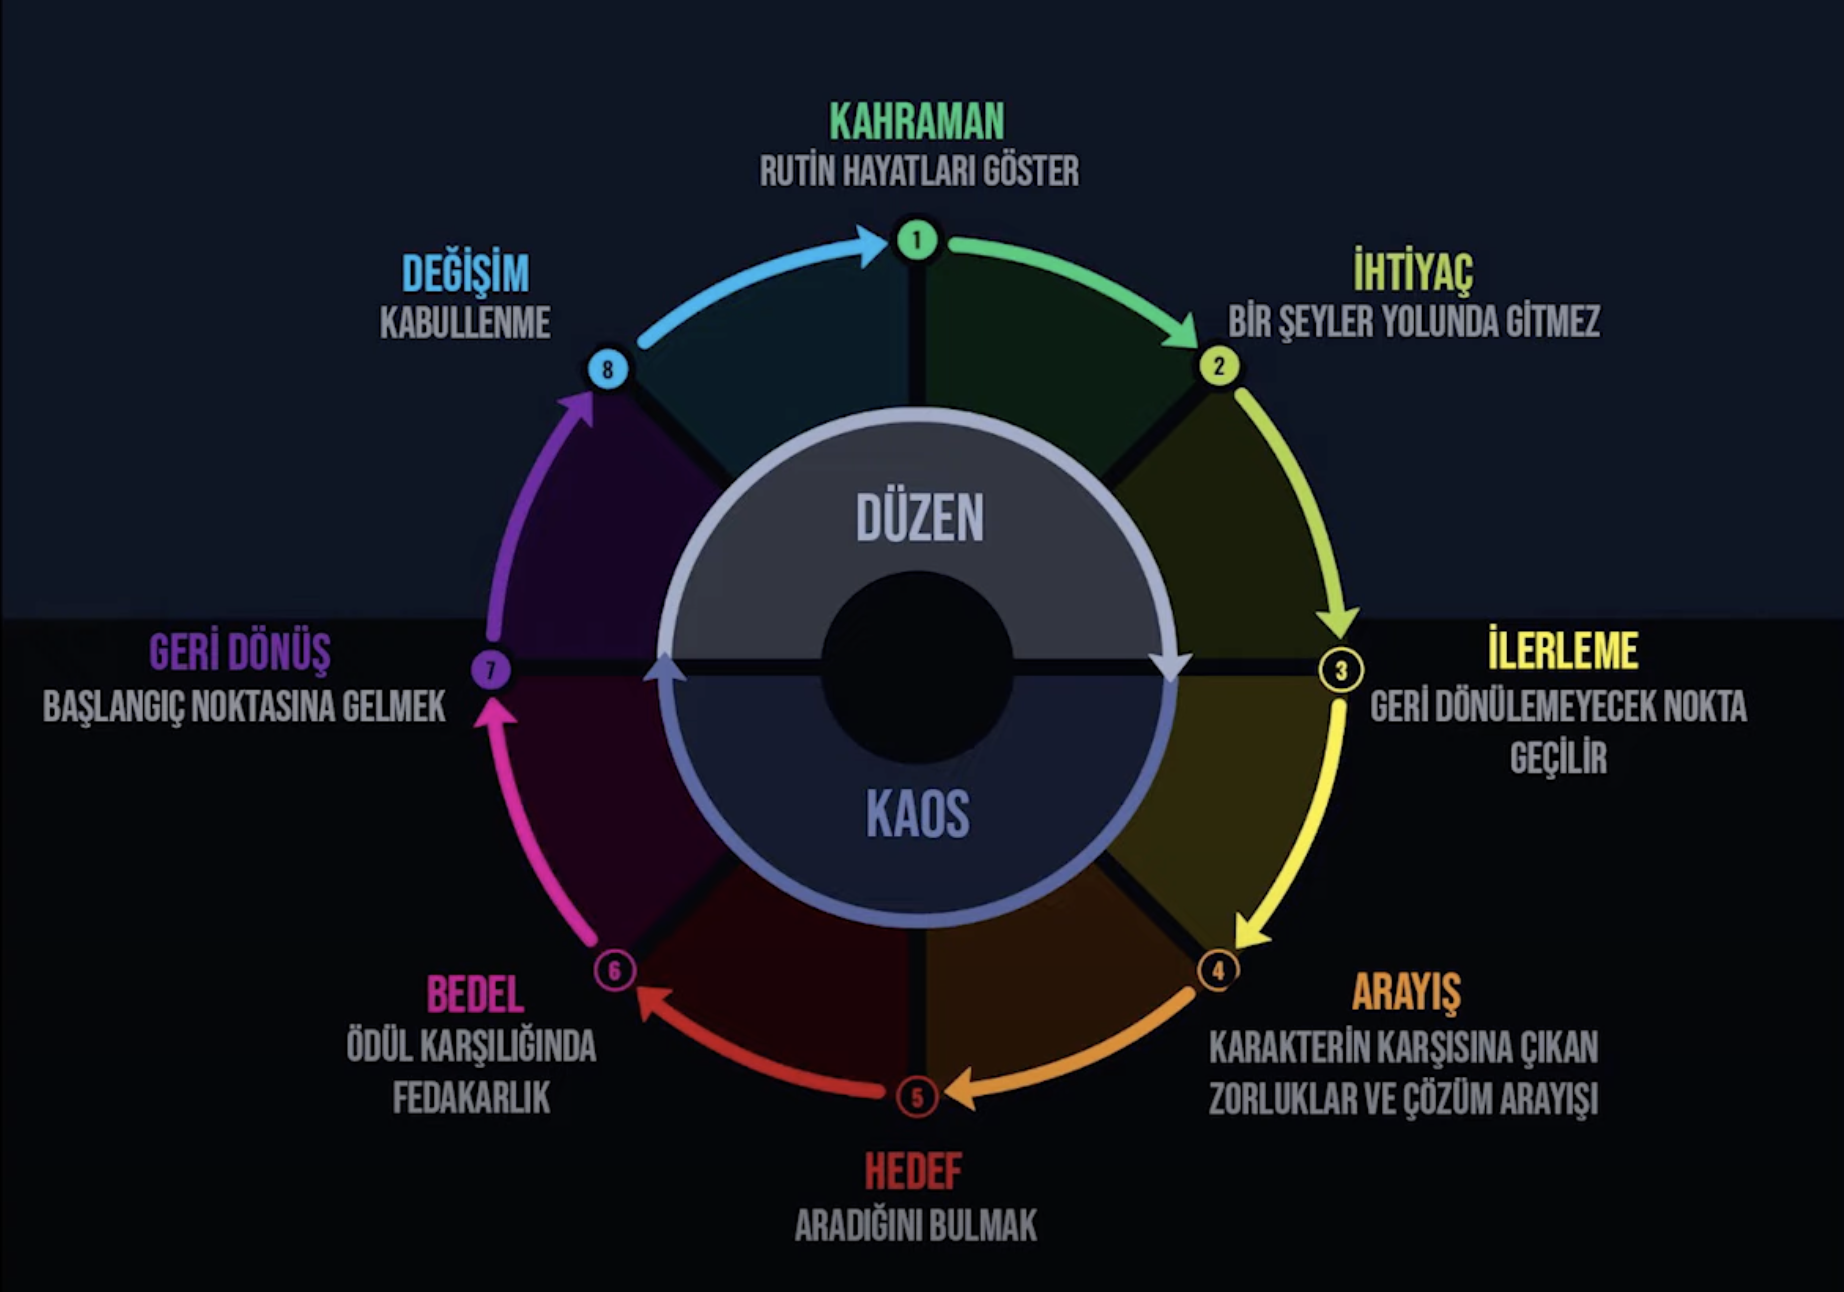 KAHRAMAN
RUTİN HAYATLARI GÖSTER
1
İHTİYAÇ
BİR ŞEYLER YOLUNDA GİTMEZ
2
İLERLEME
GERİ DÖNÜLEMEYECEK NOKTA
GEÇİLİR
3
ARAYIŞ
KARAKTERİN KARŞISINA ÇIKAN
ZORLUKLAR VE ÇÖZÜM ARAYIŞI
4
HEDEF
ARADIĞINI BULMAK
5
BEDEL
ÖDÜL KARŞILIĞINDA
FEDAKARLIK
6
GERİ DÖNÜŞ
BAŞLANGIÇ NOKTASINA GELMEK
7
DEĞİŞİM
KABULLENME
8
DÜZEN
KAOS